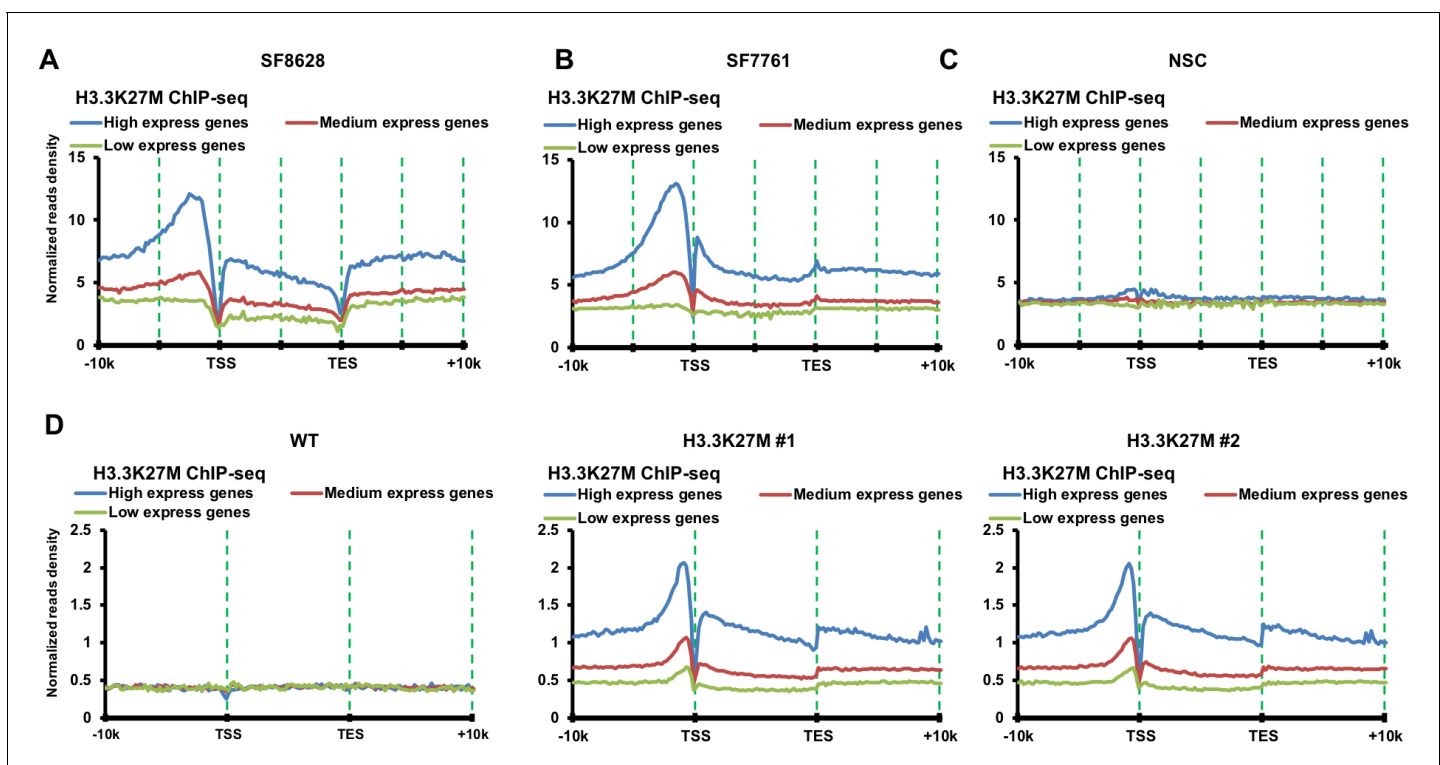 A
SF8628
H3.3K27M ChIP-seq
High express genes
Medium express genes
Low express genes
Normalized reads density
15
10
5
0
-10k
TSS
TES
+10k
B
SF7761
H3.3K27M ChIP-seq
High express genes
Medium express genes
Low express genes
15
10
5
0
-10k
TSS
TES
+10k
C
NSC
H3.3K27M ChIP-seq
High express genes
Medium express genes
Low express genes
15
10
5
0
-10k
TSS
TES
+10k
D
WT
H3.3K27M ChIP-seq
High express genes
Medium express genes
Low express genes
Normalized reads density
2.5
2
1.5
1
0.5
0
-10k
TSS
TES
+10k
H3.3K27M #1
H3.3K27M ChIP-seq
High express genes
Medium express genes
Low express genes
2.5
2
1.5
1
0.5
0
-10k
TSS
TES
+10k
H3.3K27M #2
H3.3K27M ChIP-seq
High express genes
Medium express genes
Low express genes
2.5
2
1.5
1
0.5
0
-10k
TSS
TES
+10k